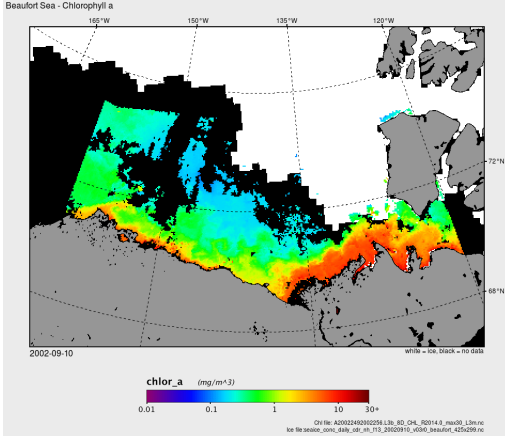 Beaufort Sea - Chlorophyll a
165°W 150°W 135°W 120°W
72°N
68°N
2002-09-10
white = ice, black = no data
chlor_a (mg/m^3)
0.01 0.1 1 10 30+
Chl file: A20022492002256.L3b_8D_CHL_R2014.0_max30_L3m.nc
Ice file:seaice_conc_daily_cdr_nh_f13_20020910_v03r0_beaufort_425x299.nc